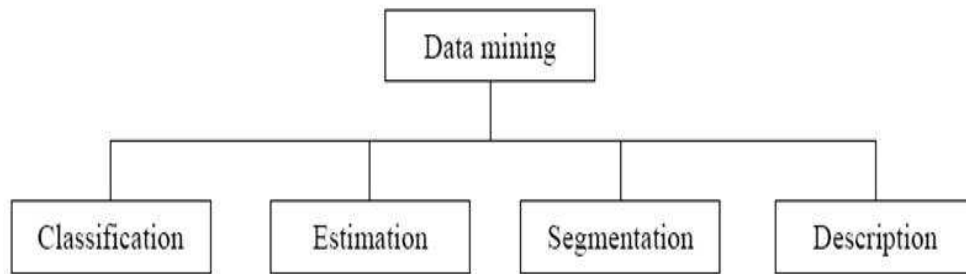 Data mining
Classification
Estimation
Segmentation
Description